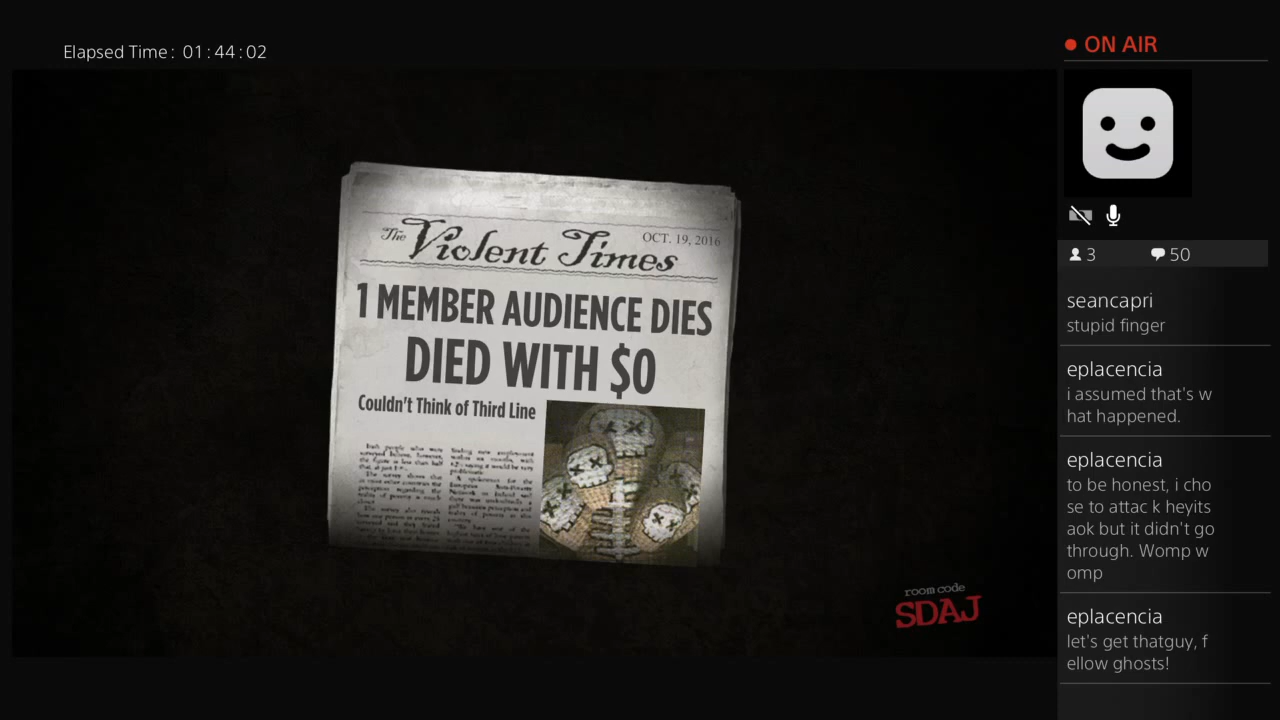 Elapsed Time: 01:44:02
ON AIR
The Violent Times
OCT. 19, 2016
1 MEMBER AUDIENCE DIES
DIED WITH $0
Couldn't Think of Third Line
room code
SDAJ
3 50
seancapri
stupid finger
eplacencia
i assumed that's w
hat happened.
eplacencia
to be honest, i cho
se to attac k heyits
aok but it didn't go
through. Womp w
omp
eplacencia
let's get thatguy, f
ellow ghosts!